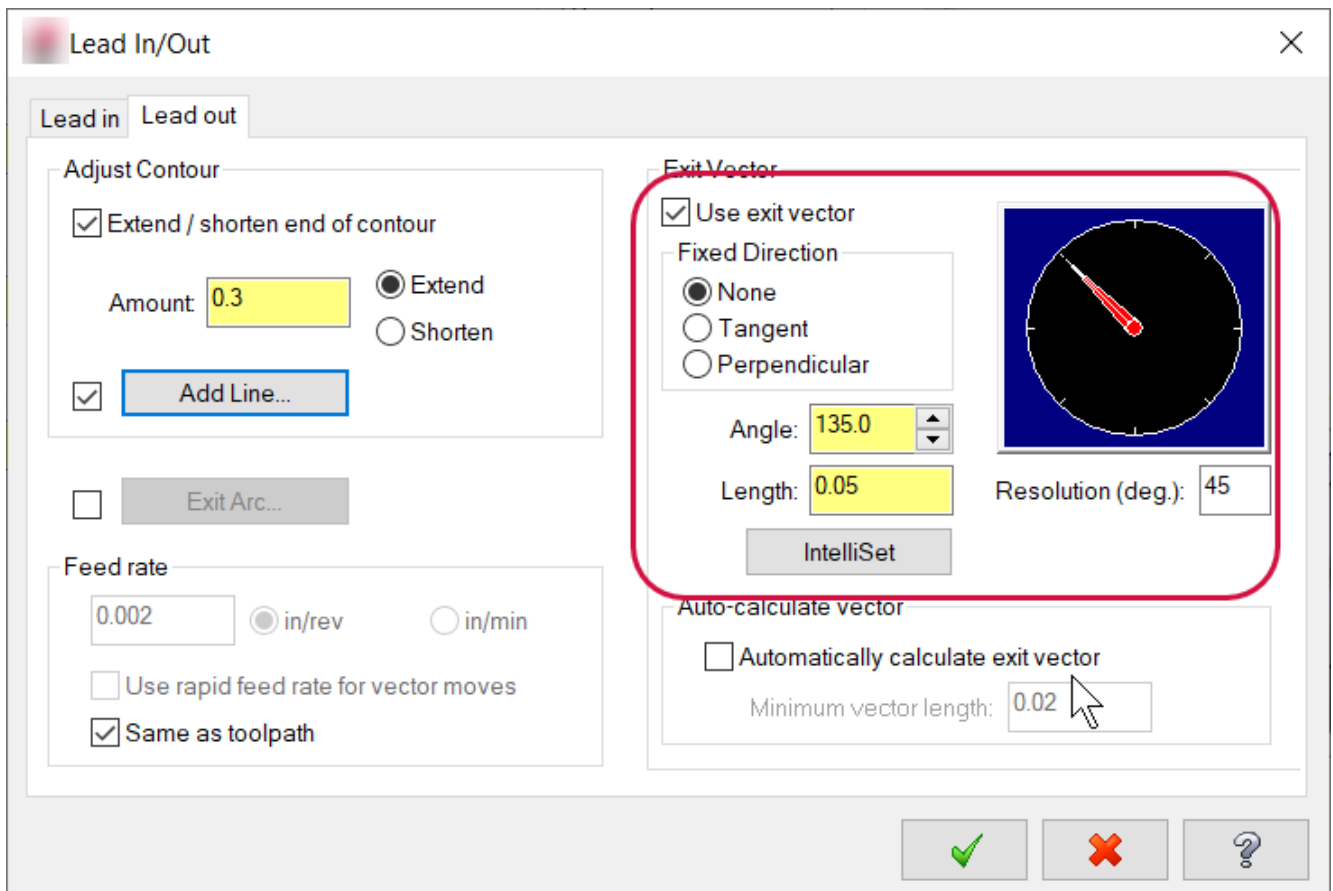 Lead In/Out
Lead in
Lead out
Adjust Contour
Extend / shorten end of contour
Amount: 0.3
Extend
Shorten
Add Line...
Exit Arc...
Feed rate
0.002
in/rev
in/min
Use rapid feed rate for vector moves
Same as toolpath
Exit Vector
Use exit vector
Fixed Direction
None
Tangent
Perpendicular
Angle: 135.0
Length: 0.05
Resolution (deg.): 45
IntelliSet
Auto-calculate vector
Automatically calculate exit vector
Minimum vector length: 0.02